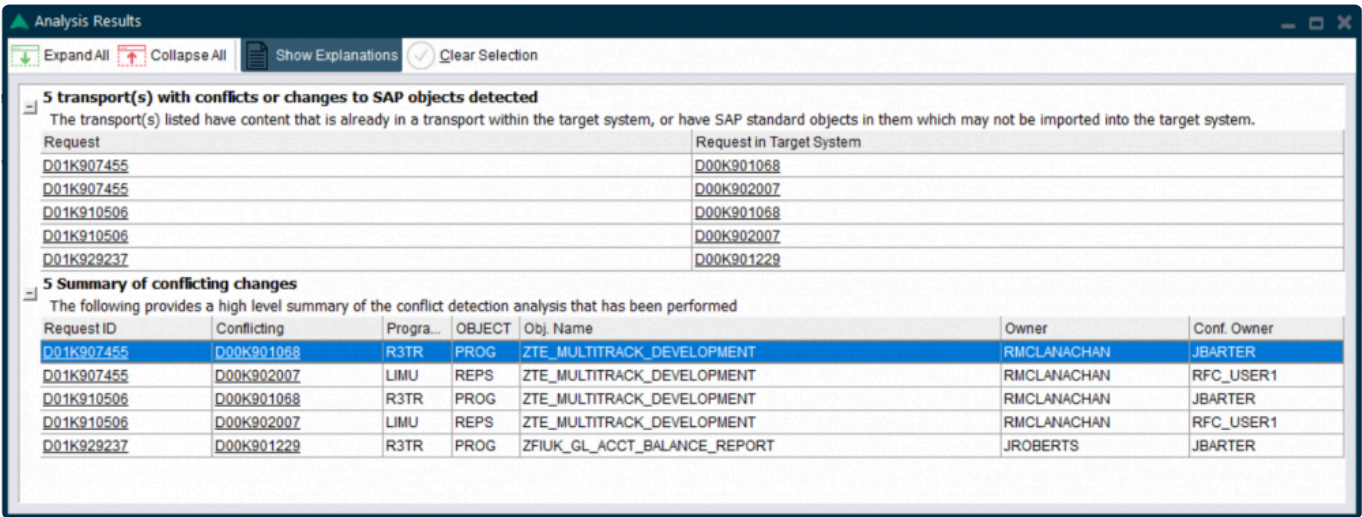 Analysis Results
Expand All Collapse All Show Explanations Clear Selection
5 transport(s) with conflicts or changes to SAP objects detected
The transport(s) listed have content that is already in a transport within the target system, or have SAP standard objects in them which may not be imported into the target system.
Request Request in Target System
D01K907455 D00K901068
D01K907455 D00K902007
D01K910506 D00K901068
D01K910506 D00K902007
D01K929237 D00K901229
5 Summary of conflicting changes
The following provides a high level summary of the conflict detection analysis that has been performed
Request ID Conflicting Progra... OBJECT Obj. Name Owner Conf. Owner
D01K907455 D00K901068 R3TR PROG ZTE_MULTITRACK_DEVELOPMENT RMCLANACHAN JBARTER
D01K907455 D00K902007 LIMU REPS ZTE_MULTITRACK_DEVELOPMENT RMCLANACHAN RFC_USER1
D01K910506 D00K901068 R3TR PROG ZTE_MULTITRACK_DEVELOPMENT RMCLANACHAN JBARTER
D01K910506 D00K902007 LIMU REPS ZTE_MULTITRACK_DEVELOPMENT RMCLANACHAN RFC_USER1
D01K929237 D00K901229 R3TR PROG ZFIUK_GL_ACCT_BALANCE_REPORT JROBERTS JBARTER